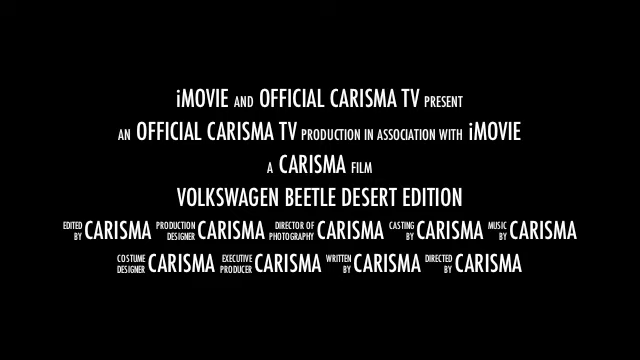 iMOVIE AND OFFICIAL CARISMA TV PRESENT
AN OFFICIAL CARISMA TV PRODUCTION IN ASSOCIATION WITH iMOVIE
A CARISMA FILM
VOLKSWAGEN BEETLE DESERT EDITION
EDITED BY CARISMA PRODUCTION DESIGNER CARISMA DIRECTOR OF PHOTOGRAPHY CARISMA CASTING BY CARISMA MUSIC BY CARISMA
COSTUME DESIGNER CARISMA EXECUTIVE PRODUCER CARISMA WRITTEN BY CARISMA DIRECTED BY CARISMA